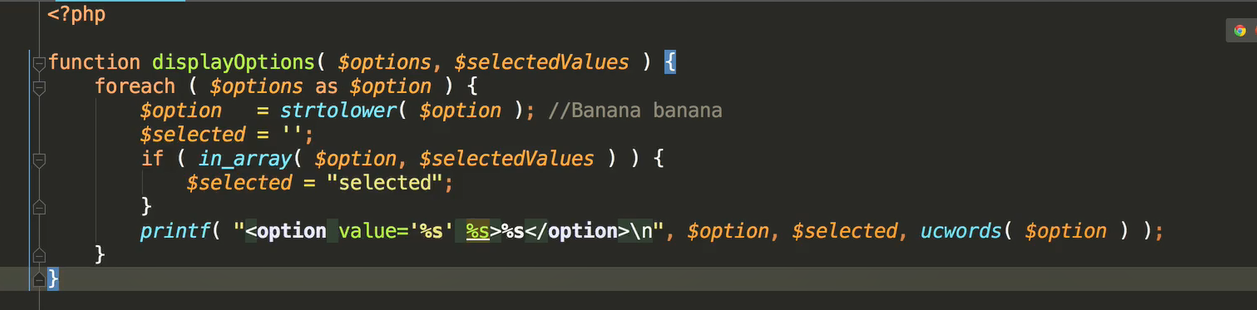 <?php
function displayOptions( $options, $selectedValues ) {
    foreach ( $options as $option ) {
        $option   = strtolower( $option ); //Banana banana
        $selected = '';
        if ( in_array( $option, $selectedValues ) ) {
            $selected = "selected";
        }
        printf( "<option value='%s' %s>%s</option>\n", $option, $selected, ucwords( $option ) );
    }
}